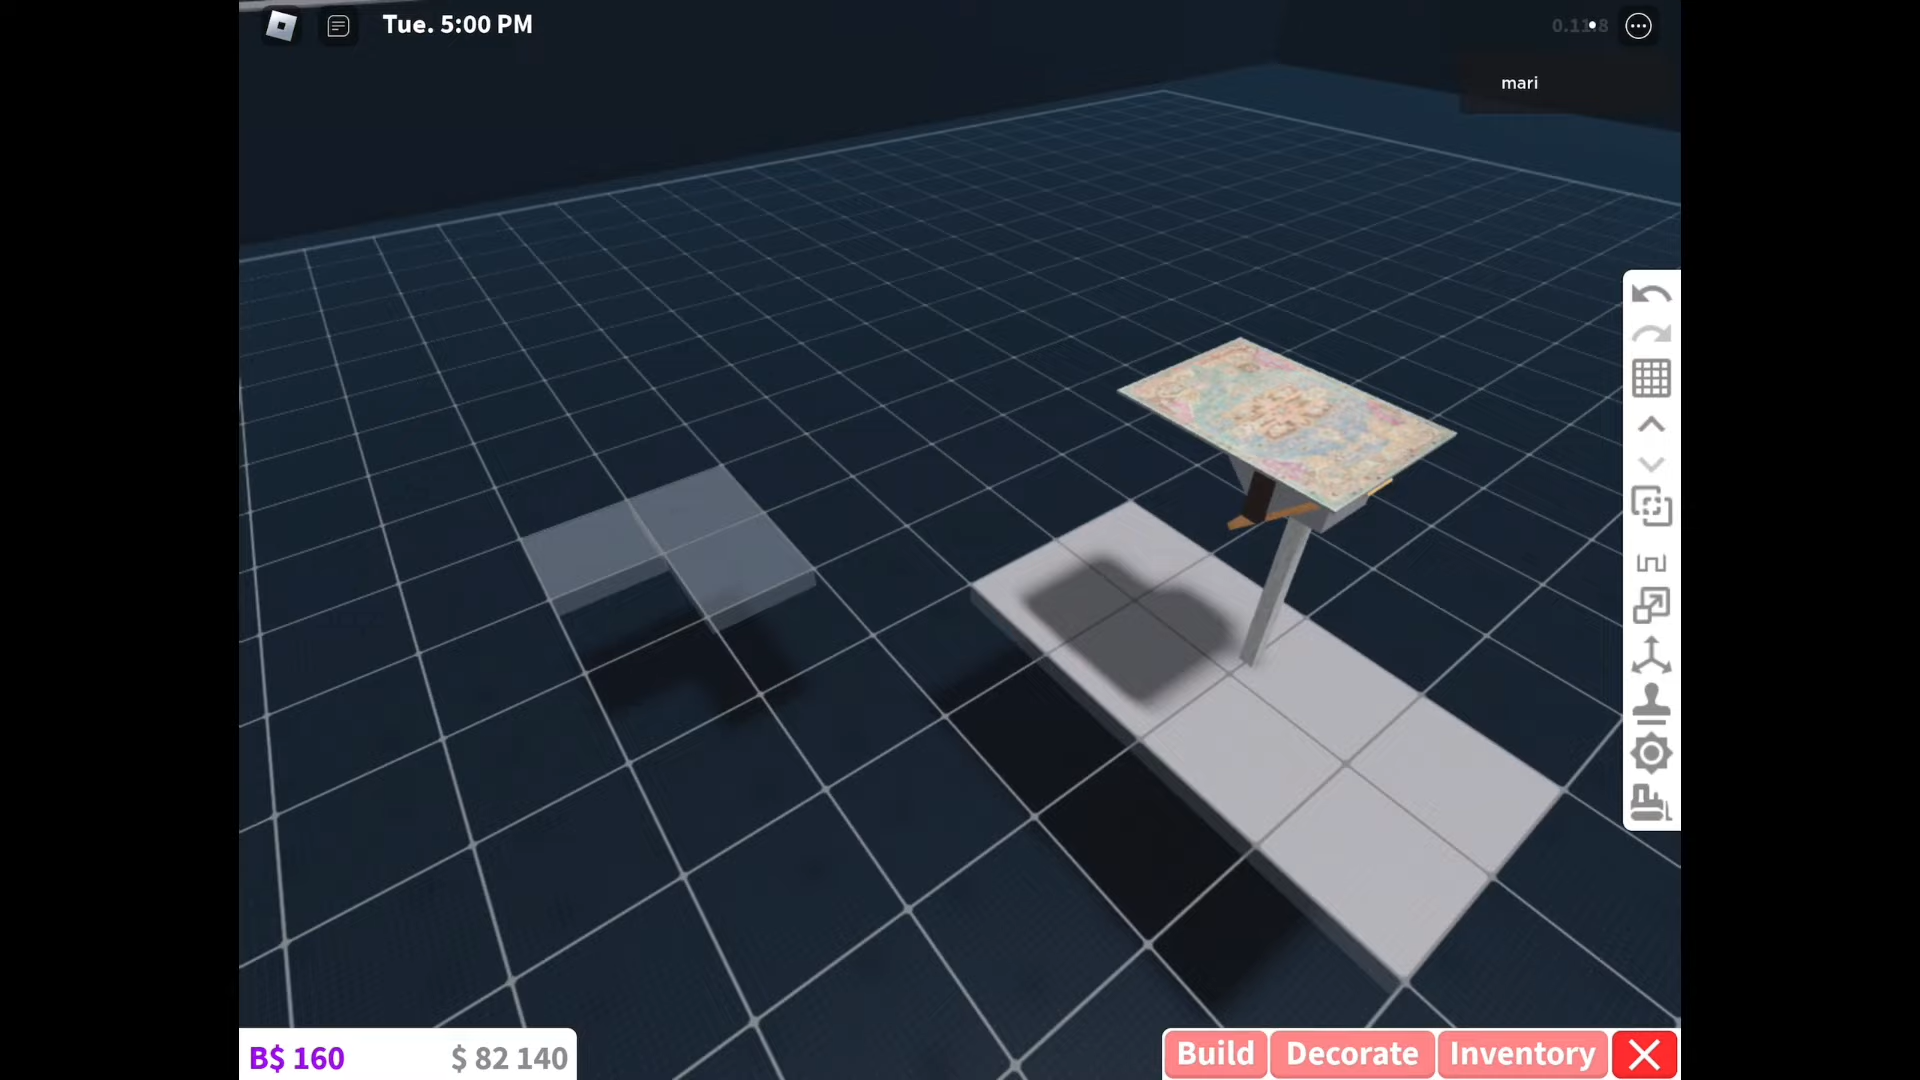 Tue. 5:00 PM
mari
B$ 160
$ 82 140
Build
Decorate
Inventory